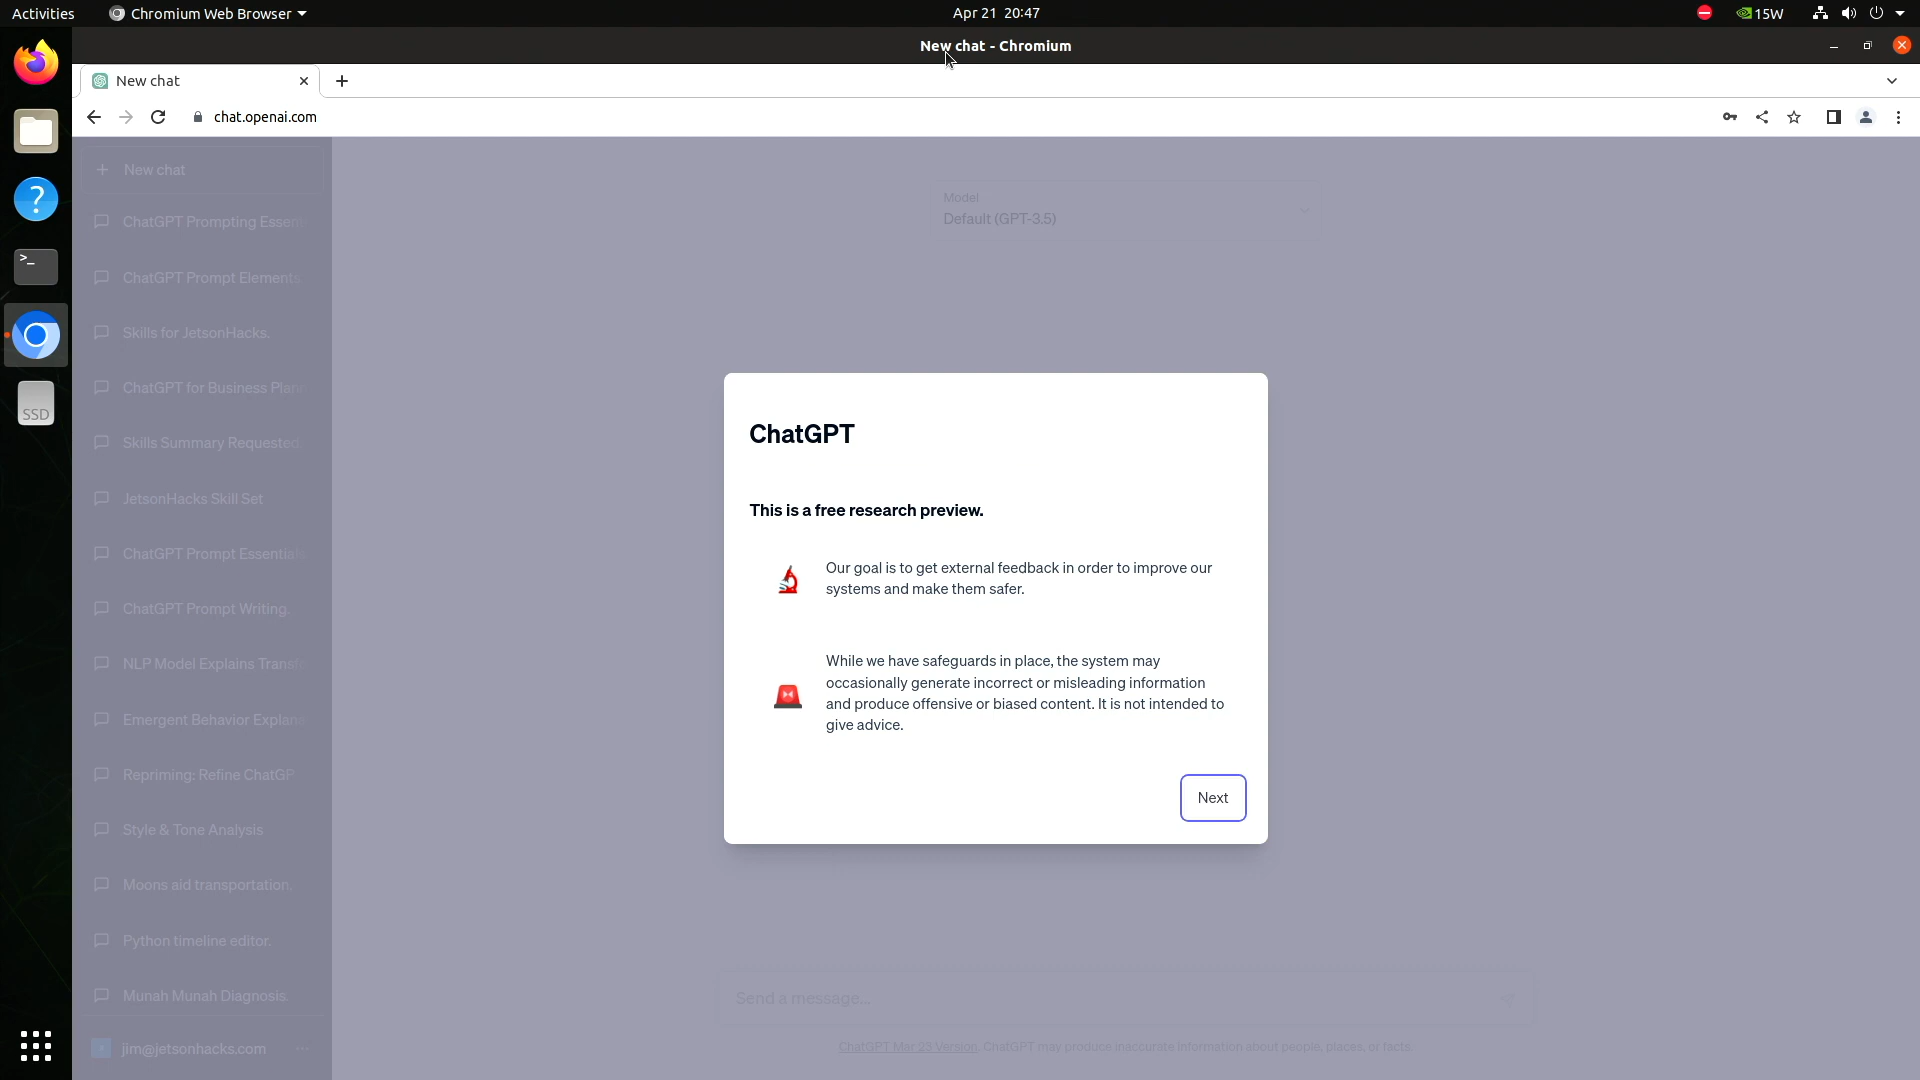 Activities
Chromium Web Browser
Apr 21 20:47
15W
New chat - Chromium
New chat
chat.openai.com
New chat
ChatGPT Prompting Essen
ChatGPT Prompt Elements
Skills for JetsonHacks.
ChatGPT for Business Plann
Skills Summary Requested
JetsonHacks Skill Set
ChatGPT Prompt Essentials
ChatGPT Prompt Writing.
NLP Model Explains Transf
Emergent Behavior Explain
Repriming: Refine ChatGP
Style & Tone Analysis
Moons aid transportation.
Python timeline editor.
Munah Munah Diagnosis
jim@jetsonhacks.com
SSD
Model
Default (GPT-3.5)
ChatGPT
This is a free research preview.
Our goal is to get external feedback in order to improve our
systems and make them safer.
While we have safeguards in place, the system may
occasionally generate incorrect or misleading information
and produce offensive or biased content. It is not intended to
give advice.
Next
Send a message...
ChatGPT Mar 23 Version. ChatGPT may produce inaccurate information about people, places, or facts.